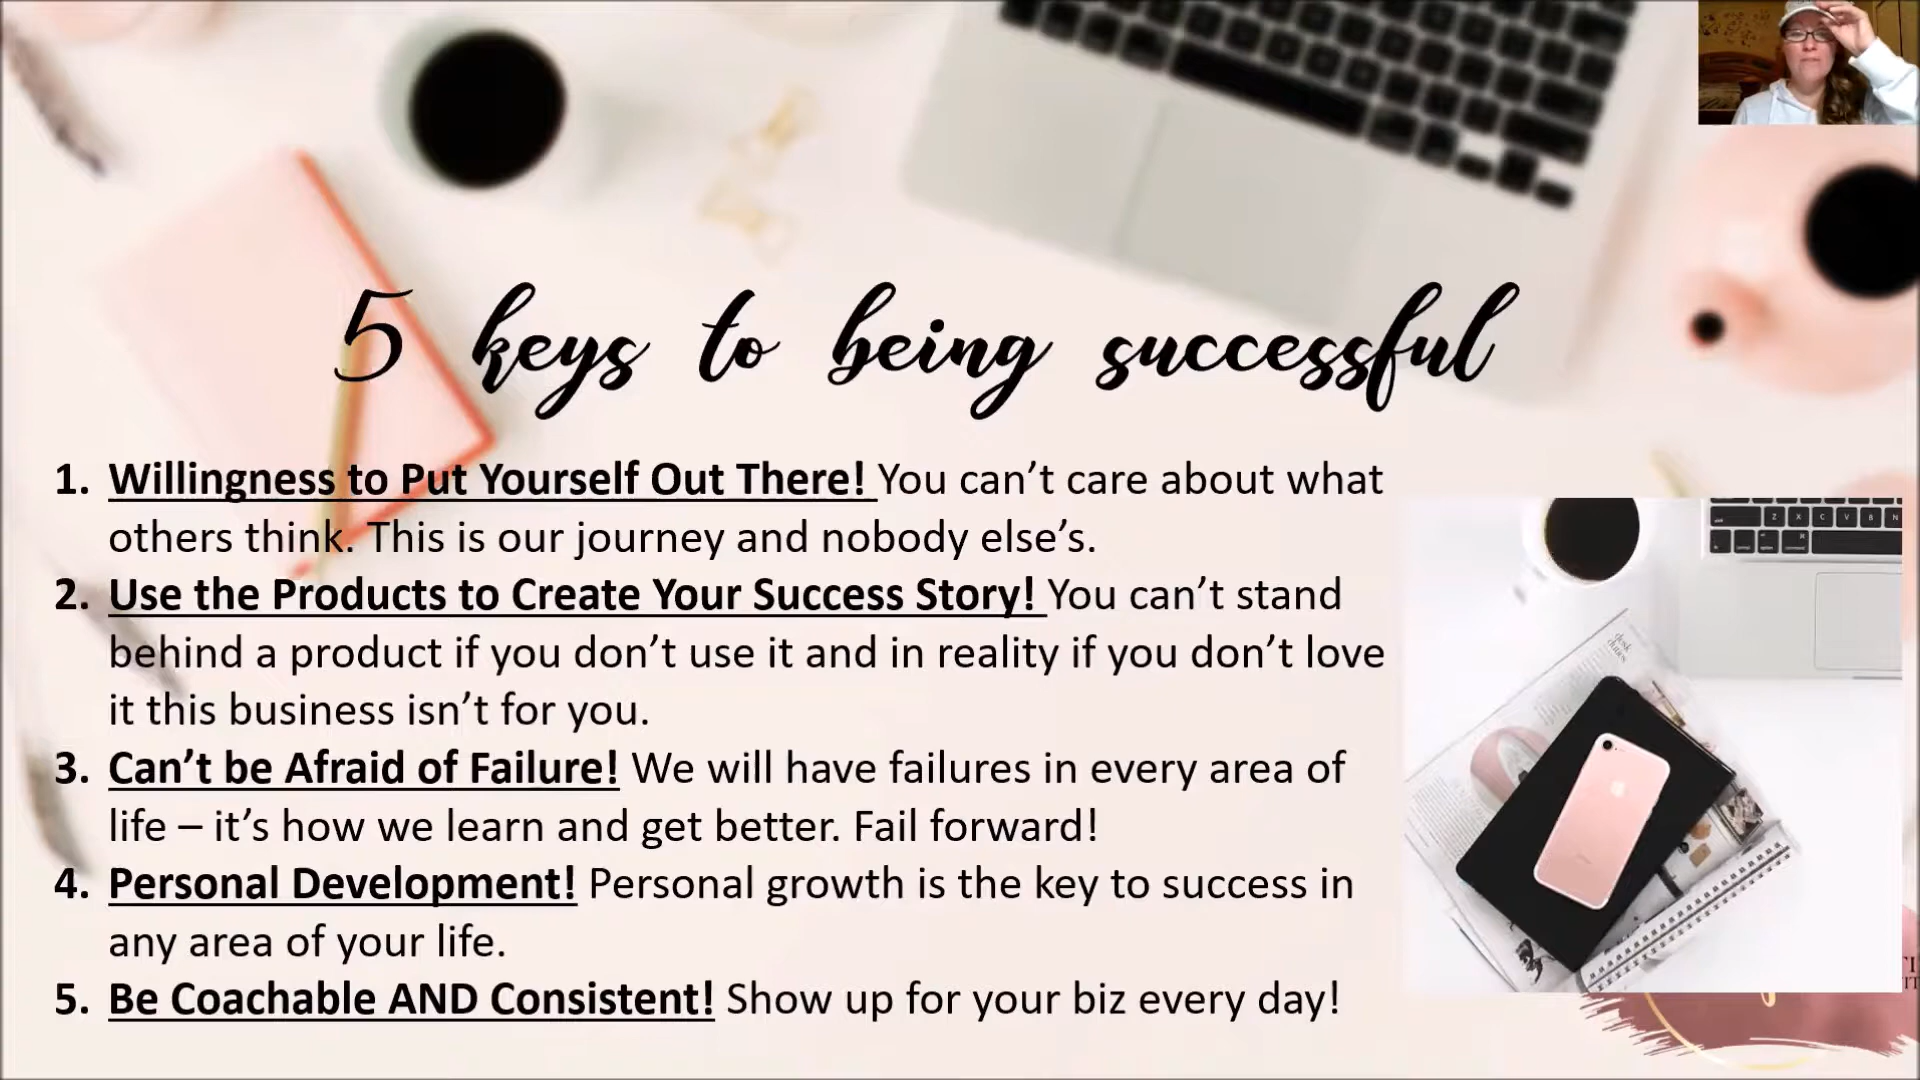 5 keys to being successful
1. Willingness to Put Yourself Out There! You can’t care about what
others think. This is our journey and nobody else’s.
2. Use the Products to Create Your Success Story! You can’t stand
behind a product if you don’t use it and in reality if you don’t love
it this business isn’t for you.
3. Can’t be Afraid of Failure! We will have failures in every area of
life – it’s how we learn and get better. Fail forward!
4. Personal Development! Personal growth is the key to success in
any area of your life.
5. Be Coachable AND Consistent! Show up for your biz every day!
Z X C V B N